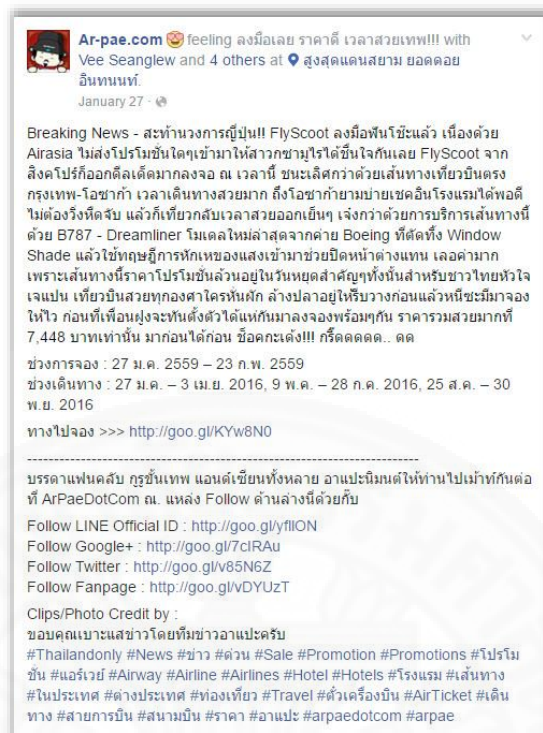 Ar-pae.com feeling ลงมือเลย ราคาดี เวลาสวยเทพ!!! with
Vee Seanglew and 4 others at สูงสุดแดนสยาม ยอดดอย
อินทนนท์.
January 27 ·
Breaking News - สะท้านวงการญี่ปุ่น!! FlyScoot ลงมือฟันโช๊ะแล้ว เนื่องด้วย
Airasia ไม่ส่งโปรโมชั่นใดๆเข้ามาให้สาวกซามูไรได้ชื่นใจกันเลย FlyScoot จาก
สิงคโปร์ก็ออกดีลเด็ดมากลงจอ ณ เวลานี้ ชนะเลิศกว่าด้วยเส้นทางเที่ยวบินตรง
กรุงเทพ-โอซาก้า เวลาเดินทางสวยมาก ถึงโอซาก้ายามบ่ายเชคอินโรงแรมได้พอดี
ไม่ต้องวิ่งหืดจับ แล้วก็เที่ยวกลับเวลาสวยออกเย็นๆ เจ๋งกว่าด้วยการบริการเส้นทางนี้
ด้วย B787 - Dreamliner โมเดลใหม่ล่าสุดจากค่าย Boeing ที่ตัดทิ้ง Window
Shade แล้วใช้ทฤษฎีการหักเหของแสงเข้ามาช่วยปิดหน้าต่างแทน เลอค่ามาก
เพราะเส้นทางนี้ราคาโปรโมชั่นล้วนอยู่ในวันหยุดสำคัญๆทั้งนั้นสำหรับชาวไทยหัวใจ
เจแปน เที่ยวบินสวยทุกองศาใครหั่นผัก ล้างปลาอยู่ให้รีบวางก่อนแล้วหนีซะมีมาจอง
ให้ไว ก่อนที่เพื่อนฝูงจะทันตั้งตัวได้แห่กันมาลงจองพร้อมๆกัน ราคารวมสวยมากที่
7,448 บาทเท่านั้น มาก่อนได้ก่อน ช็อคกะเด้ง!!! กรี๊ดดดดด.. ดด
ช่วงการจอง : 27 ม.ค. 2559 – 23 ก.พ. 2559
ช่วงเดินทาง : 27 ม.ค. – 3 เม.ย. 2016, 9 พ.ค. – 28 ก.ค. 2016, 25 ส.ค. – 30
พ.ย. 2016
ทางไปจอง >>> http://goo.gl/KYw8N0
-----------------------------------------------------------------------
บรรดาแฟนคลับ กูรูชั้นเทพ แอนด์เซียนทั้งหลาย อาแปะนิมนต์ให้ท่านไปเม้าท์กันต่อ
ที่ ArPaeDotCom ณ. แหล่ง Follow ด้านล่างนี้ด้วยกั๊บ
Follow LINE Official ID : http://goo.gl/yfllON
Follow Google+ : http://goo.gl/7cIRAu
Follow Twitter : http://goo.gl/v85N6Z
Follow Fanpage : http://goo.gl/vDYUzT
Clips/Photo Credit by :
ขอบคุณเบาะแสข่าวโดยทีมข่าวอาแปะครับ
#Thailandonly #News #ข่าว #ด่วน #Sale #Promotion #Promotions #โปรโม
ชั่น #แอร์เวย์ #Airway #Airline #Airlines #Hotel #Hotels #โรงแรม #เส้นทาง
#ในประเทศ #ต่างประเทศ #ท่องเที่ยว #Travel #ตั๋วเครื่องบิน #AirTicket #เดิน
ทาง #สายการบิน #สนามบิน #ราคา #อาแปะ #arpaedotcom #arpae